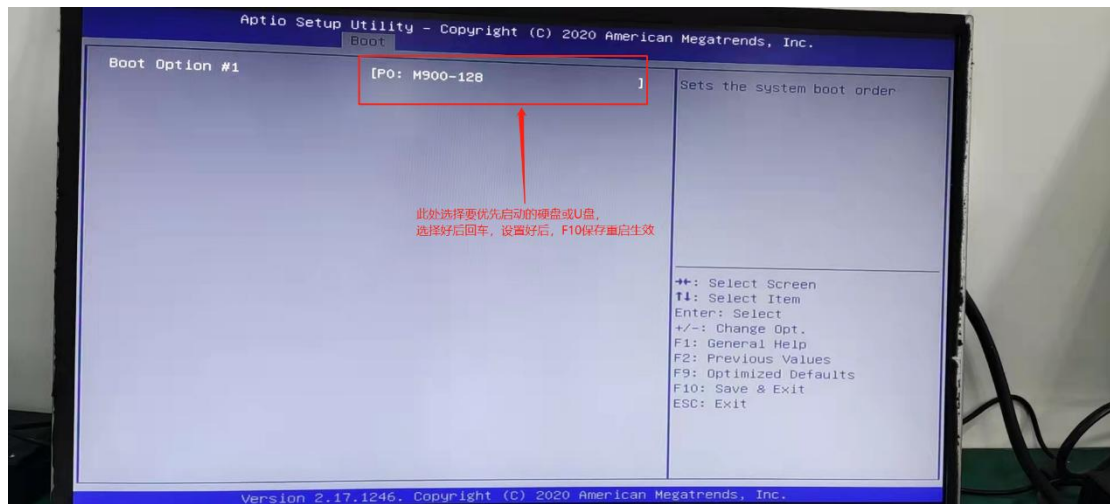 Aptio Setup Utility - Copyright (C) 2020 American Megatrends, Inc.
Boot
Boot Option #1 [P0: M900-128 ]
Sets the system boot order
此处选择要优先启动的硬盘或U盘，
选择好后回车，设置好后，F10保存重启生效
→←: Select Screen
↑↓: Select Item
Enter: Select
+/-: Change Opt.
F1: General Help
F2: Previous Values
F9: Optimized Defaults
F10: Save & Exit
ESC: Exit
Version 2.17.1246. Copyright (C) 2020 American Megatrends, Inc.